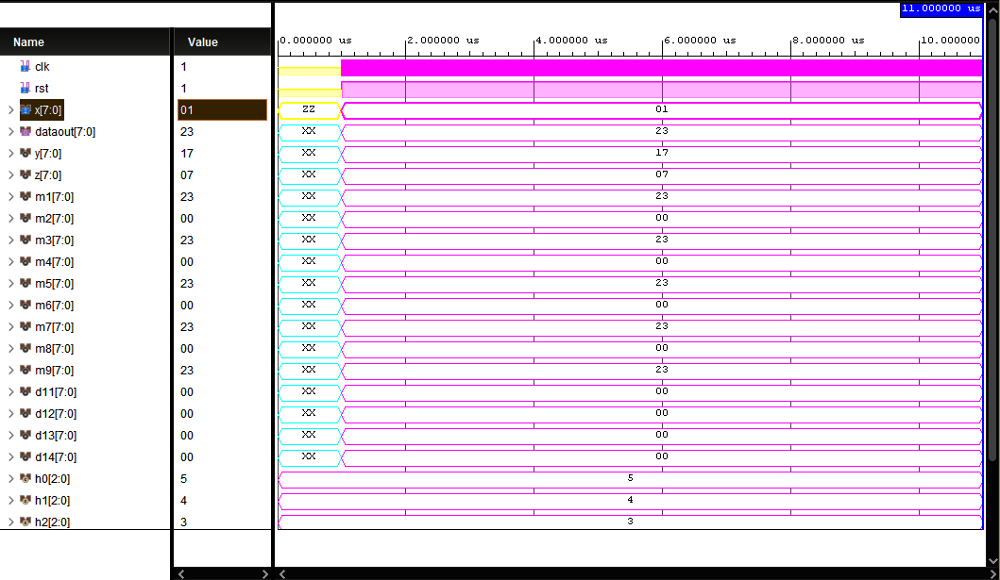 11.000000 us
Name Value 0.000000 us 2.000000 us 4.000000 us 6.000000 us 8.000000 us 10.000000
clk 1
rst 1
x[7:0] 01 ZZ 01
dataout[7:0] 23 XX 23
y[7:0] 17 XX 17
z[7:0] 07 XX 07
m1[7:0] 23 XX 23
m2[7:0] 00 XX 00
m3[7:0] 23 XX 23
m4[7:0] 00 XX 00
m5[7:0] 23 XX 23
m6[7:0] 00 XX 00
m7[7:0] 23 XX 23
m8[7:0] 00 XX 00
m9[7:0] 23 XX 23
d11[7:0] 00 XX 00
d12[7:0] 00 XX 00
d13[7:0] 00 XX 00
d14[7:0] 00 XX 00
h0[2:0] 5 5
h1[2:0] 4 4
h2[2:0] 3 3